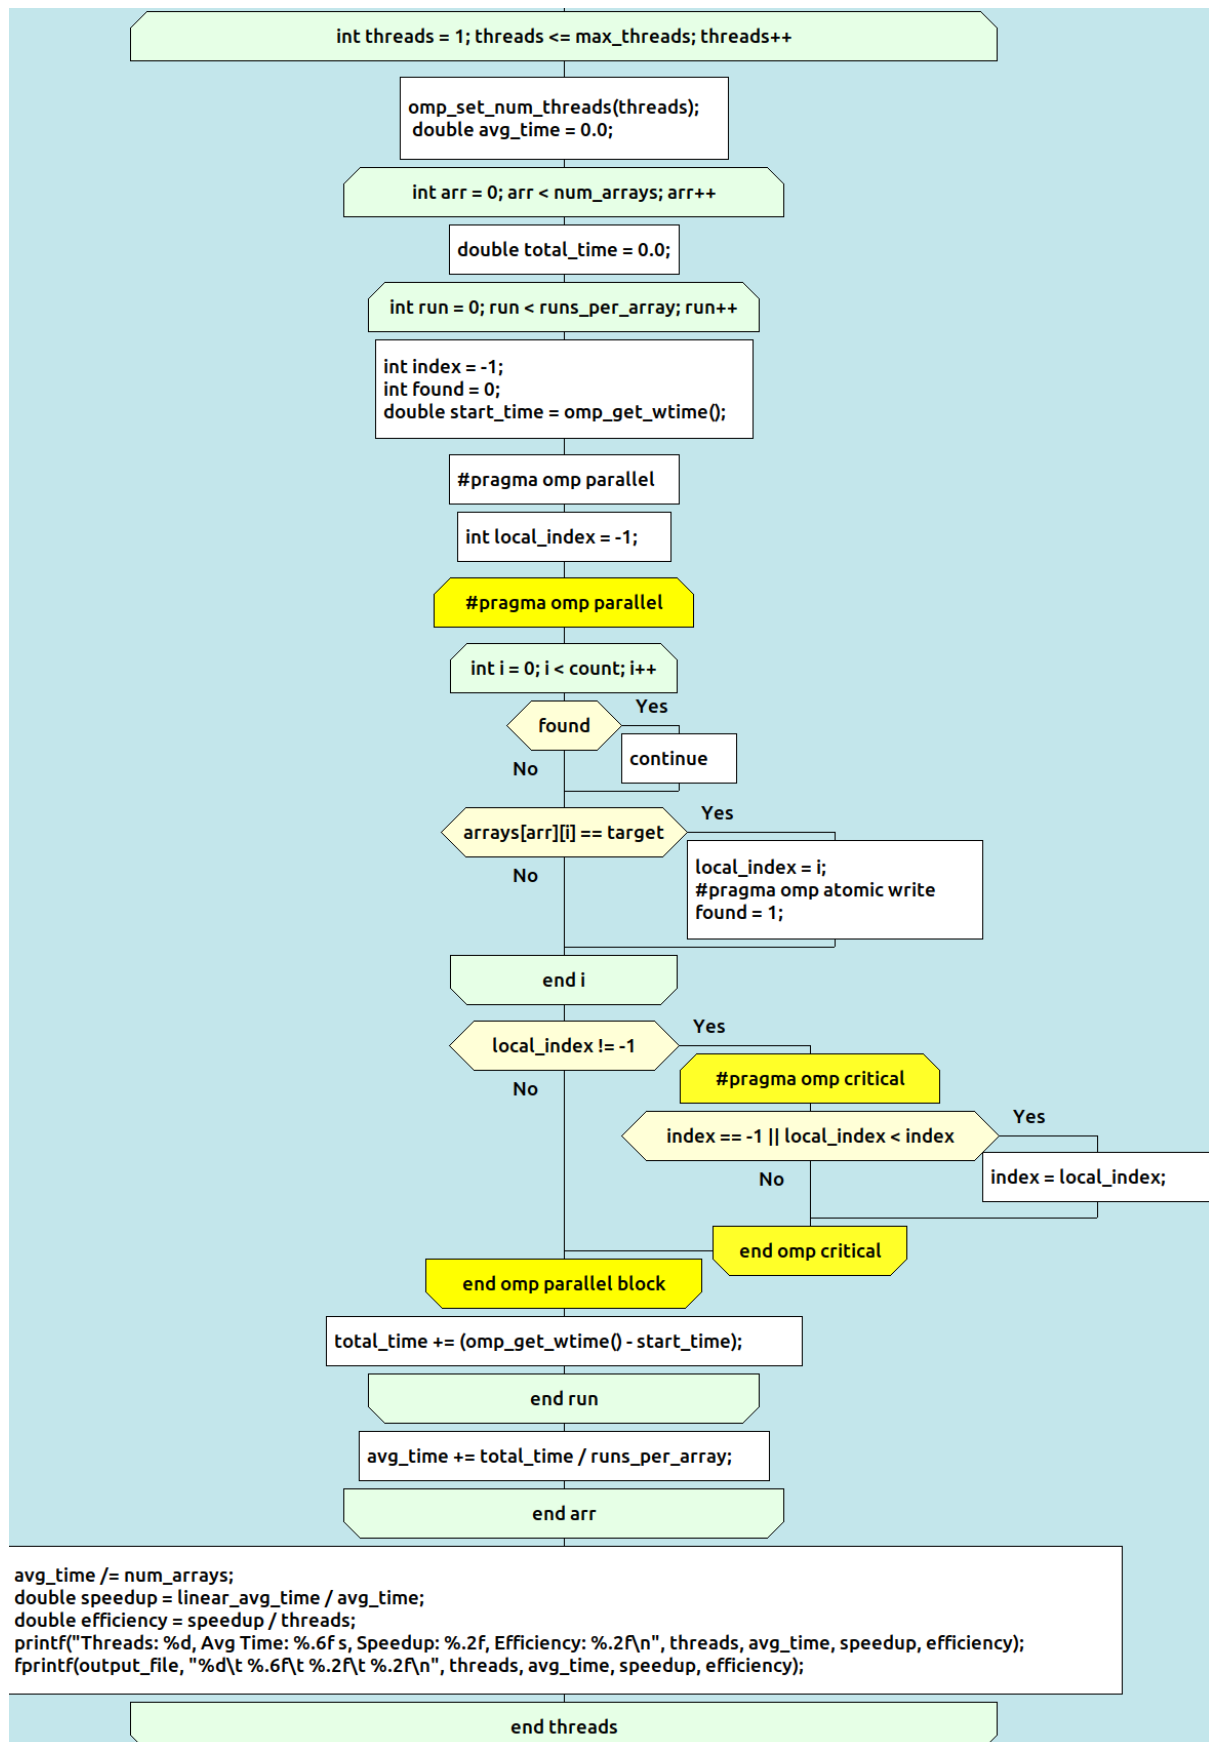 int threads = 1; threads <= max_threads; threads++
omp_set_num_threads(threads);
double avg_time = 0.0;
int arr = 0; arr < num_arrays; arr++
double total_time = 0.0;
int run = 0; run < runs_per_array; run++
int index = -1;
int found = 0;
double start_time = omp_get_wtime();
#pragma omp parallel
int local_index = -1;
#pragma omp parallel
int i = 0; i < count; i++
Yes
found
continue
No
Yes
arrays[arr][i] == target
No
local_index = i;
#pragma omp atomic write
found = 1;
end i
Yes
local_index != -1
No
#pragma omp critical
Yes
index == -1 || local_index < index
No
index = local_index;
end omp critical
end omp parallel block
total_time += (omp_get_wtime() - start_time);
end run
avg_time += total_time / runs_per_array;
end arr
avg_time /= num_arrays;
double speedup = linear_avg_time / avg_time;
double efficiency = speedup / threads;
printf("Threads: %d, Avg Time: %.6f s, Speedup: %.2f, Efficiency: %.2f\n", threads, avg_time, speedup, efficiency);
fprintf(output_file, "%d\t %.6f\t %.2f\t %.2f\n", threads, avg_time, speedup, efficiency);
end threads